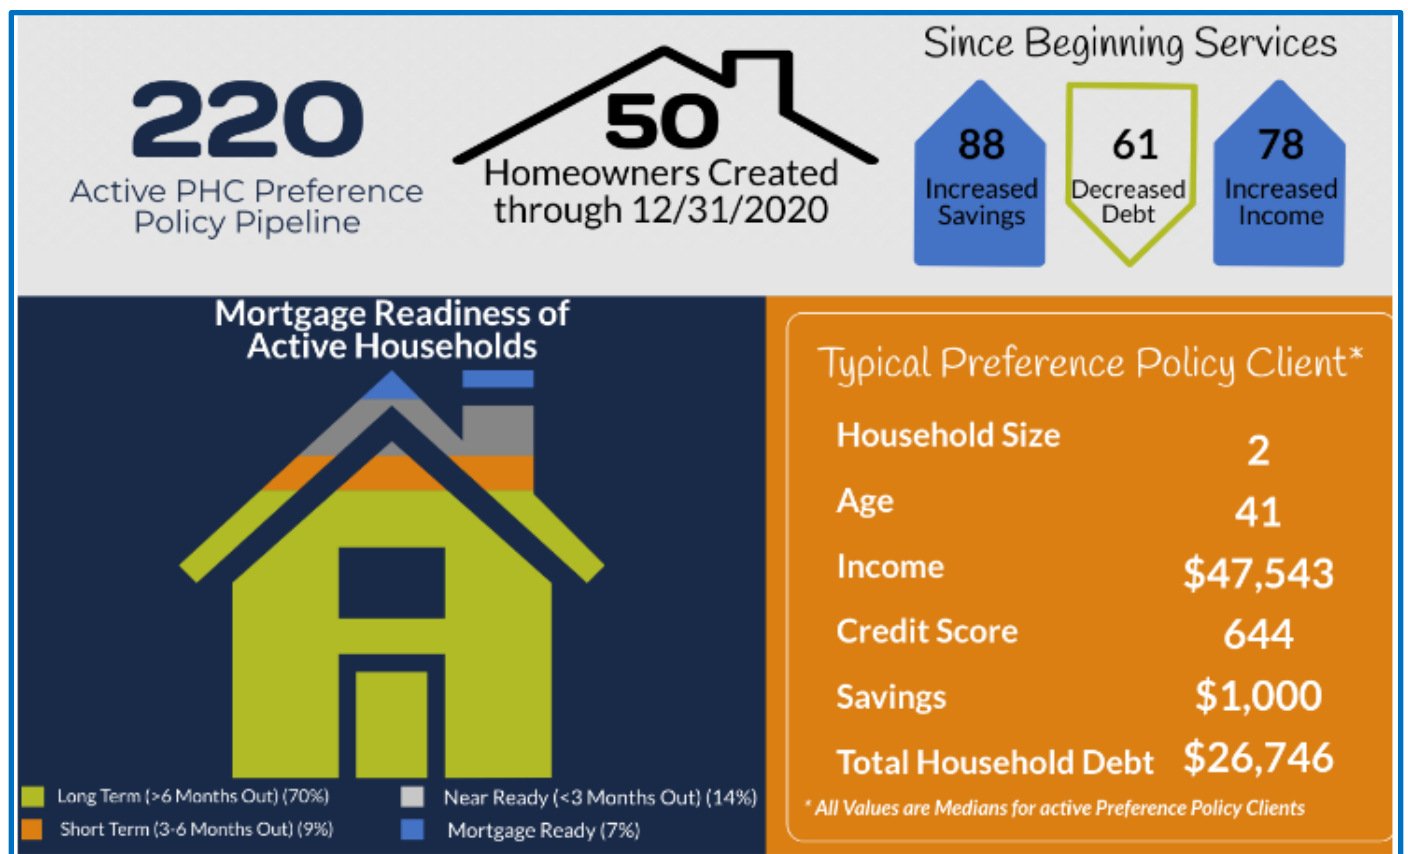 220
Active PHC Preference
Policy Pipeline
50
Homeowners Created
through 12/31/2020
Since Beginning Services
88
Increased
Savings
61
Decreased
Debt
78
Increased
Income
Mortgage Readiness of
Active Households
Long Term (>6 Months Out) (70%)
Near Ready (<3 Months Out) (14%)
Short Term (3-6 Months Out) (9%)
Mortgage Ready (7%)
Typical Preference Policy Client*
Household Size 2
Age 41
Income $47,543
Credit Score 644
Savings $1,000
Total Household Debt $26,746
* All Values are Medians for active Preference Policy Clients